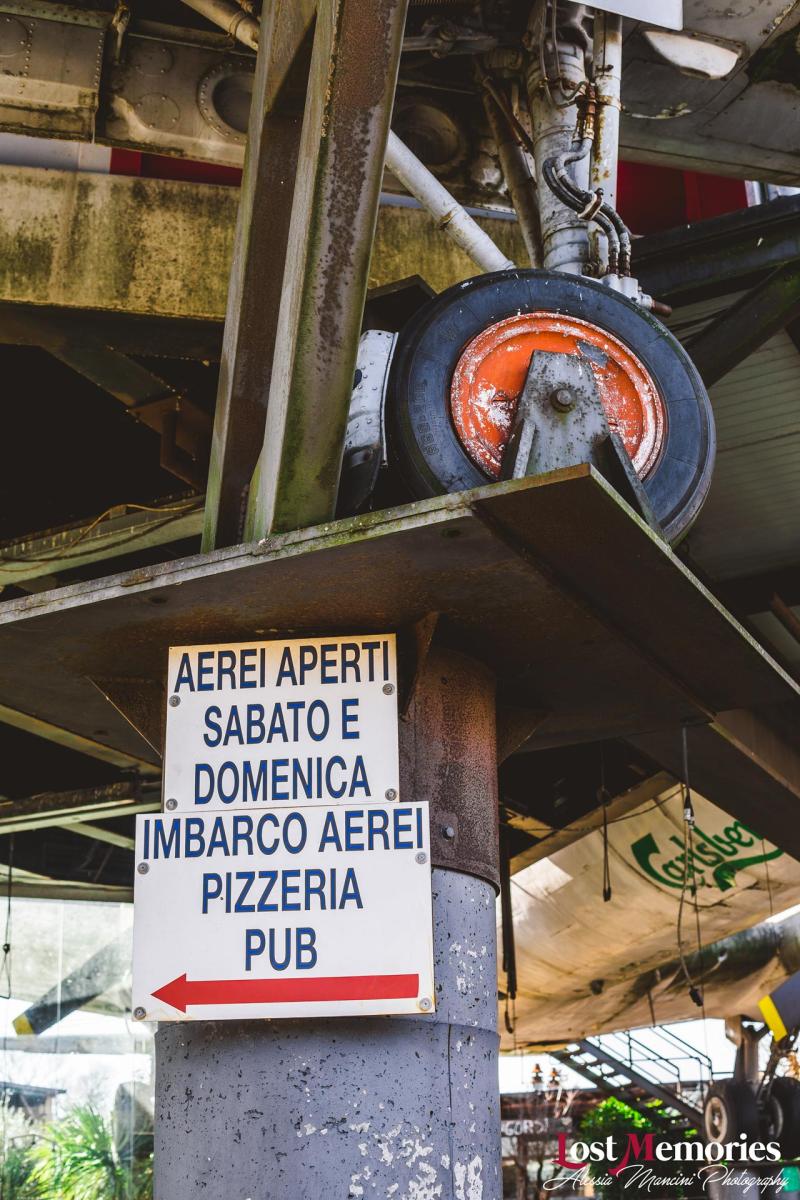 AEREI APERTI
SABATO E
DOMENICA
IMBARCO AEREI
PIZZERIA
PUB
Carlsberg
LOST MEMORIES
Alessia Mancini Photography